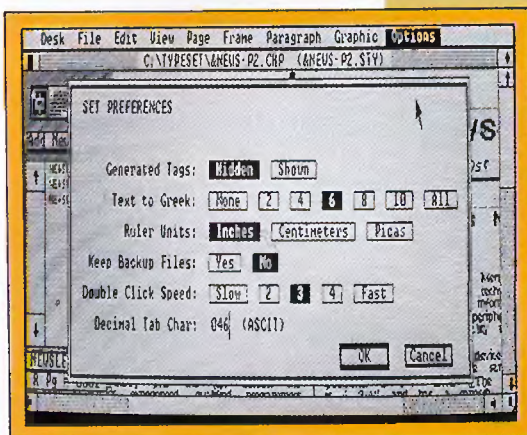 Desk File Edit View Page Frame Paragraph Graphic Options
C:\TYPESET\&NEWS-P2.CHP (&NEWS-P2.STY)
SET PREFERENCES
Generated Tags: Hidden Shown
Text to Greek: None 2 4 6 8 10 All
Ruler Units: Inches Centimeters Picas
Keep Backup Files: Yes No
Double Click Speed: Slow 2 3 4 Fast
Decimal Tab Char: 046 (ASCII)
OK Cancel